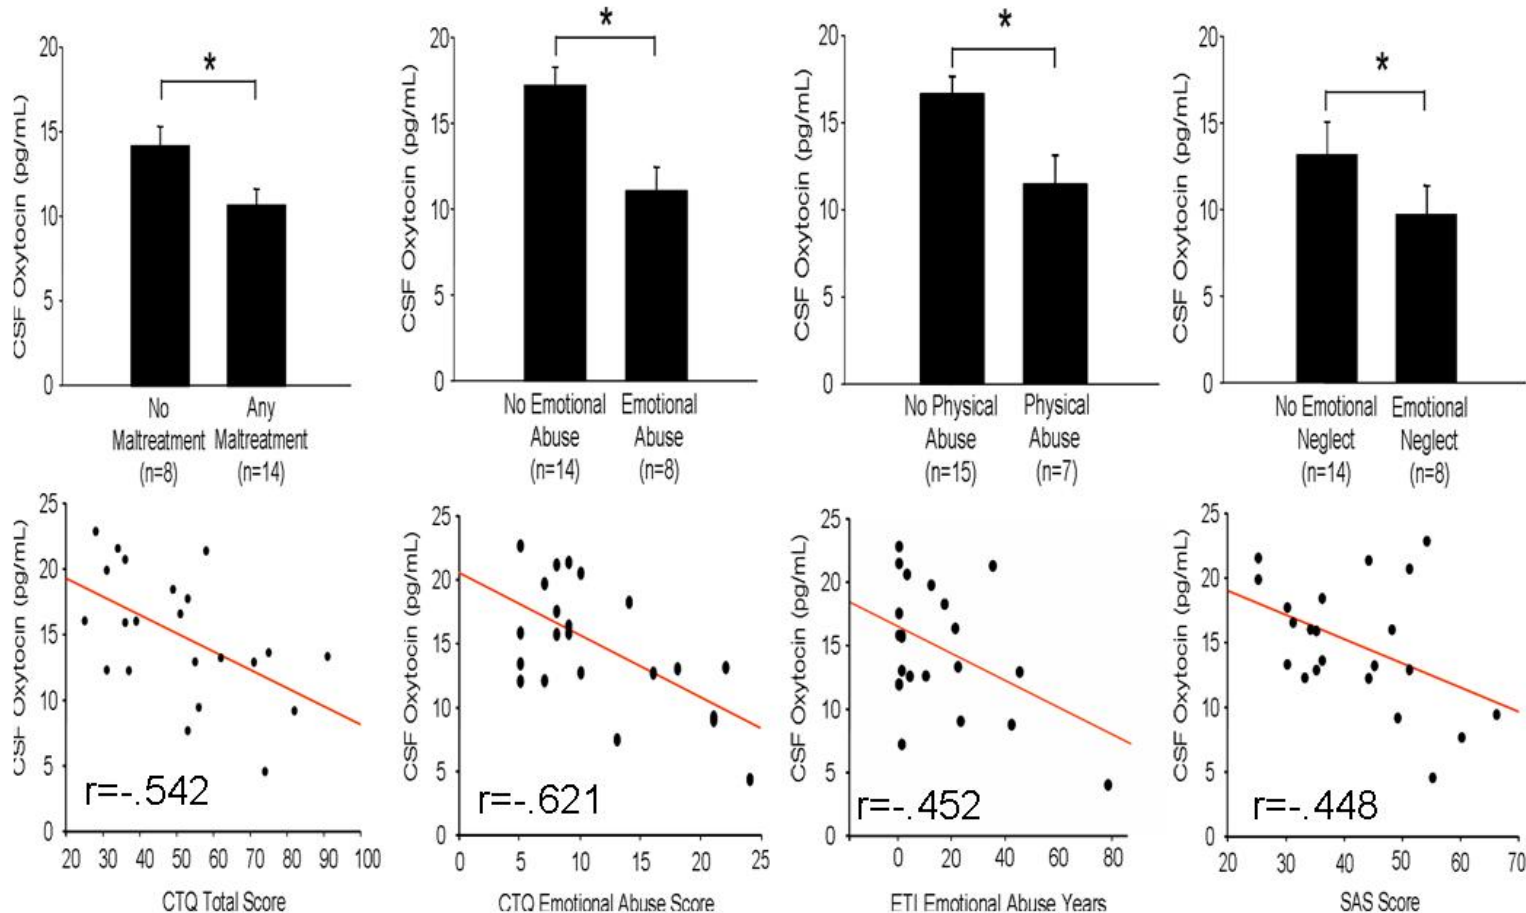 *
*
*
*
CSF Oxytocin (pg/mL)
20
15
10
5
0
No Maltreatment (n=8)
Any Maltreatment (n=14)
CSF Oxytocin (pg/mL)
20
15
10
5
0
No Emotional Abuse (n=14)
Emotional Abuse (n=8)
CSF Oxytocin (pg/mL)
20
15
10
5
0
No Physical Abuse (n=15)
Physical Abuse (n=7)
CSF Oxytocin (pg/mL)
20
15
10
5
0
No Emotional Neglect (n=14)
Emotional Neglect (n=8)
CSF Oxytocin (pg/mL)
25
20
15
10
5
0
r=-.542
20 30 40 50 60 70 80 90 100
CTQ Total Score
CSF Oxytocin (pg/mL)
25
20
15
10
5
0
r=-.621
0 5 10 15 20 25
CTQ Emotional Abuse Score
CSF Oxytocin (pg/mL)
25
20
15
10
5
0
r=-.452
0 20 40 60 80
ETI Emotional Abuse Years
CSF Oxytocin (pg/mL)
25
20
15
10
5
0
r=-.448
20 30 40 50 60 70
SAS Score